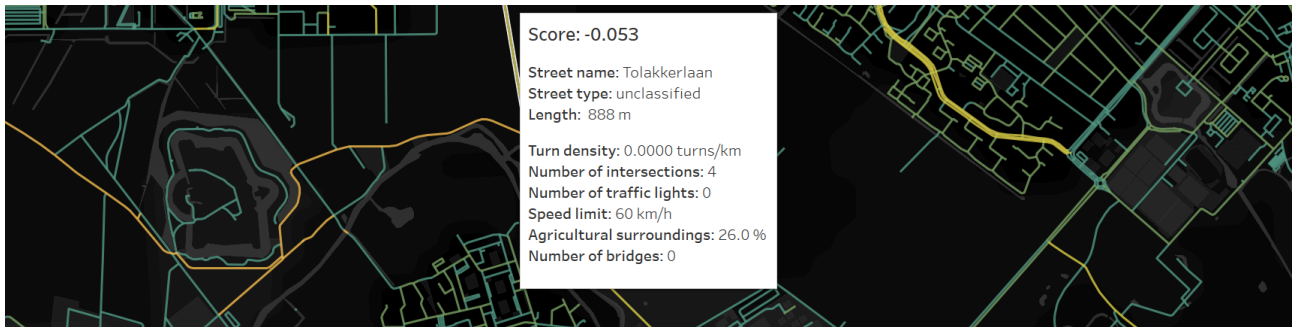 Score: -0.053
Street name: Tolakkerlaan
Street type: unclassified
Length: 888 m
Turn density: 0.0000 turns/km
Number of intersections: 4
Number of traffic lights: 0
Speed limit: 60 km/h
Agricultural surroundings: 26.0 %
Number of bridges: 0